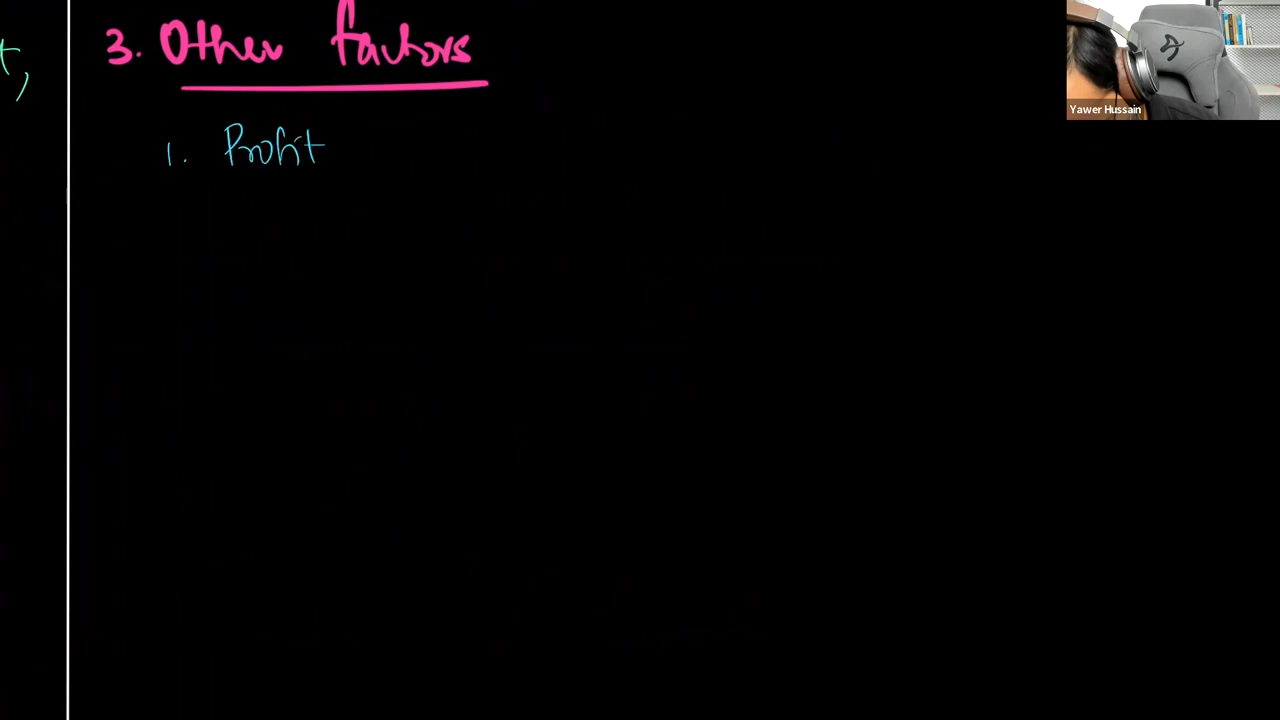 3. Other factors
1. Profit
t,
Yawer Hussain